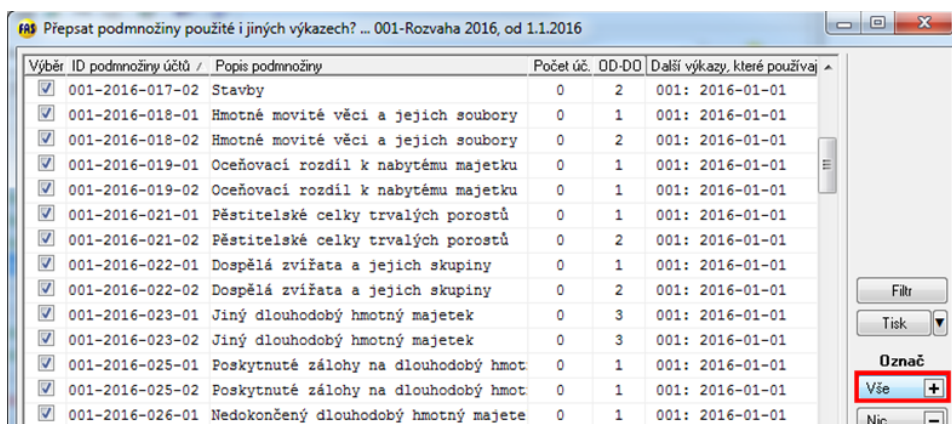 FAS Přepsat podmnožiny použité i jiných výkazech? ... 001-Rozvaha 2016, od 1.1.2016
Výběr ID podmnožiny účtů / Popis podmnožiny Počet úč. OD-DO Další výkazy, které používaj
001-2016-017-02 Stavby 0 2 001: 2016-01-01
001-2016-018-01 Hmotné movité věci a jejich soubory 0 1 001: 2016-01-01
001-2016-018-02 Hmotné movité věci a jejich soubory 0 2 001: 2016-01-01
001-2016-019-01 Oceňovací rozdíl k nabytému majetku 0 1 001: 2016-01-01
001-2016-019-02 Oceňovací rozdíl k nabytému majetku 0 1 001: 2016-01-01
001-2016-021-01 Pěstitelské celky trvalých porostů 0 1 001: 2016-01-01
001-2016-021-02 Pěstitelské celky trvalých porostů 0 2 001: 2016-01-01
001-2016-022-01 Dospělá zvířata a jejich skupiny 0 1 001: 2016-01-01
001-2016-022-02 Dospělá zvířata a jejich skupiny 0 2 001: 2016-01-01
001-2016-023-01 Jiný dlouhodobý hmotný majetek 0 3 001: 2016-01-01
001-2016-023-02 Jiný dlouhodobý hmotný majetek 0 3 001: 2016-01-01
001-2016-025-01 Poskytnuté zálohy na dlouhodobý hmot 0 1 001: 2016-01-01
001-2016-025-02 Poskytnuté zálohy na dlouhodobý hmot 0 1 001: 2016-01-01
001-2016-026-01 Nedokončený dlouhodobý hmotný majete 0 1 001: 2016-01-01
Filtr
Tisk
Označ
Vše +
Nic −